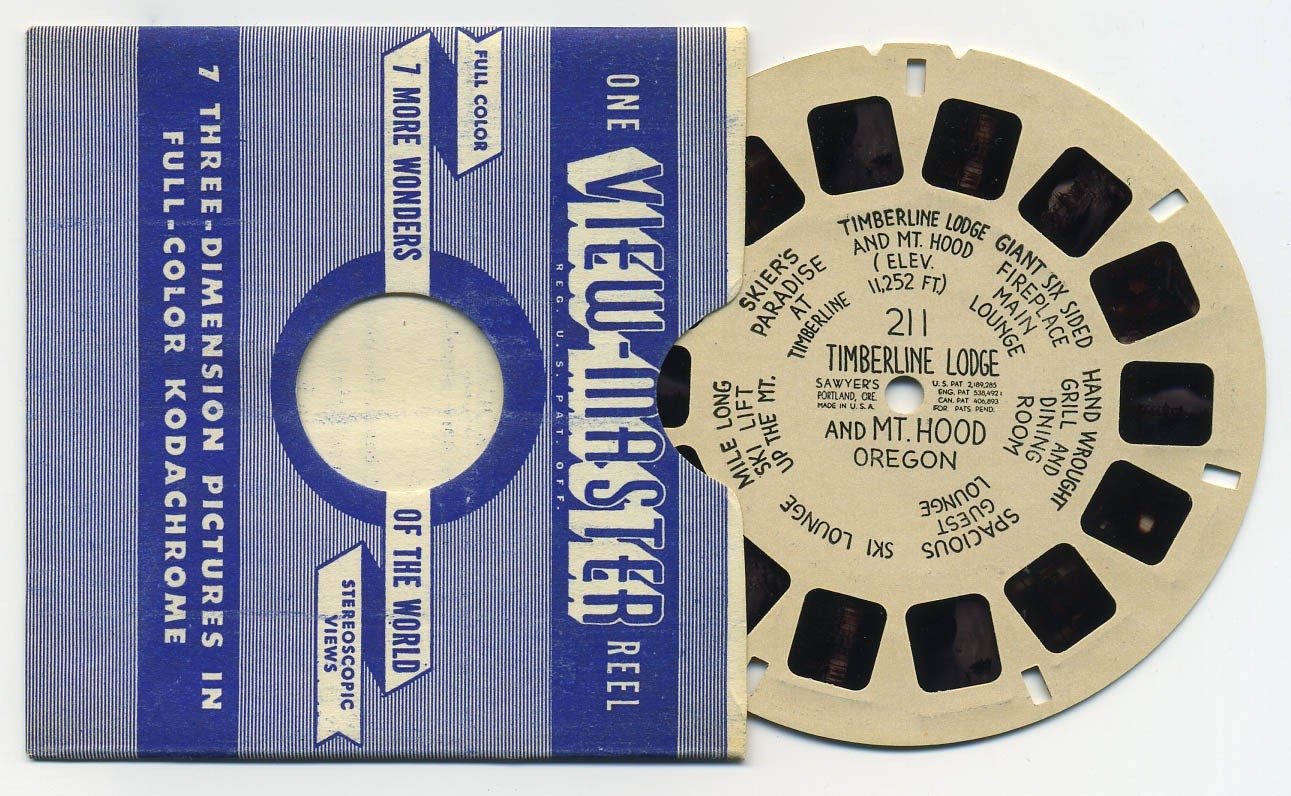 ONE VIEW-MASTER REEL
REG. U.S. PAT. OFF.
FULL COLOR
7 MORE WONDERS OF THE WORLD
STEREOSCOPIC
VIEWS
7 THREE-DIMENSION PICTURES IN
FULL-COLOR KODACHROME
TIMBERLINE LODGE
AND MT. HOOD
(ELEV.
11,252 FT.)
GIANT SIX SIDED
FIREPLACE
MAIN
LOUNGE
HAND WROUGHT
GRILL AND
DINING
ROOM
SPACIOUS
GUEST
LOUNGE
SKI LOUNGE
MILE LONG
SKI LIFT
UP THE MT.
SKIER'S
PARADISE
AT
TIMBERLINE
211
TIMBERLINE LODGE
SAWYER'S
PORTLAND, ORE.
MADE IN U.S.A.
U.S. PAT 2,189,285
ENG. PAT 538,492
CAN. PAT 406,893
FOR. PATS PEND.
AND MT. HOOD
OREGON